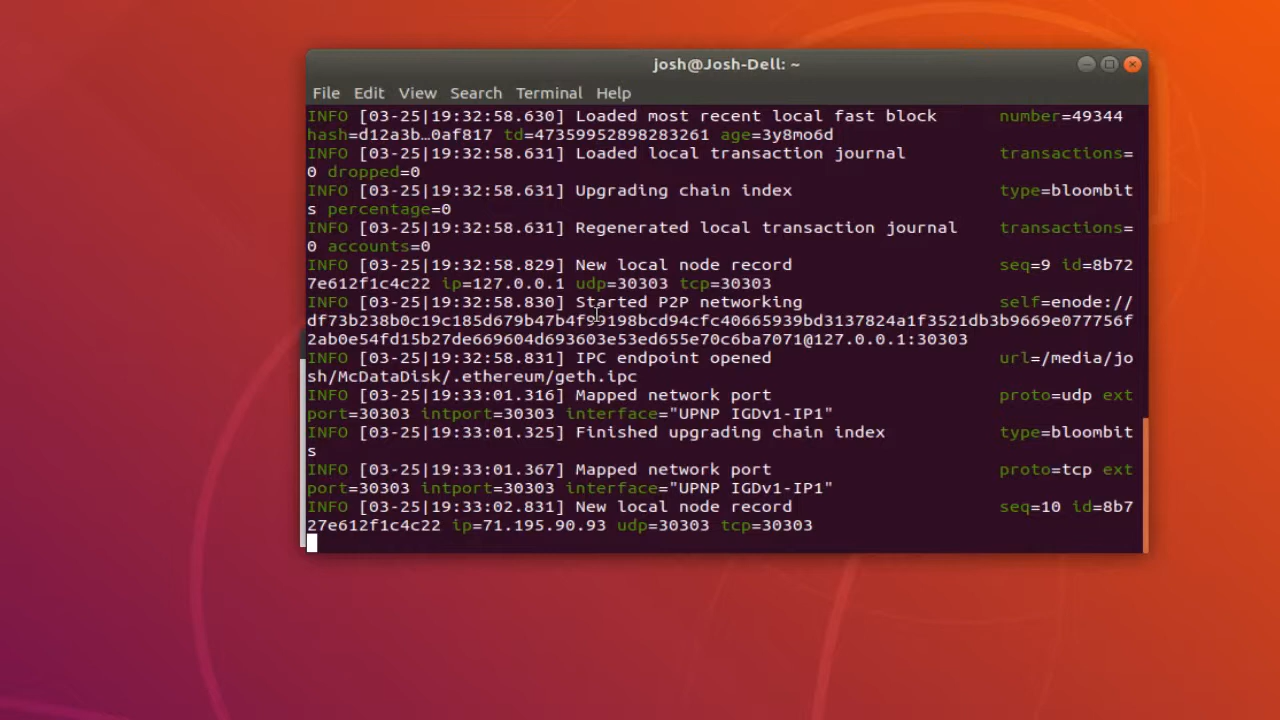 josh@Josh-Dell: ~
File Edit View Search Terminal Help
INFO [03-25|19:32:58.630] Loaded most recent local fast block number=49344
hash=d12a3b…0af817 td=47359952898283261 age=3y8mo6d
INFO [03-25|19:32:58.631] Loaded local transaction journal transactions=
0 dropped=0
INFO [03-25|19:32:58.631] Upgrading chain index type=bloombit
s percentage=0
INFO [03-25|19:32:58.631] Regenerated local transaction journal transactions=
0 accounts=0
INFO [03-25|19:32:58.829] New local node record seq=9 id=8b72
7e612f1c4c22 ip=127.0.0.1 udp=30303 tcp=30303
INFO [03-25|19:32:58.830] Started P2P networking self=enode://
df73b238b0c19c185d679b47b4f99198bcd94cfc40665939bd3137824a1f3521db3b9669e077756f
2ab0e54fd15b27de669604d693603e53ed655e70c6ba7071@127.0.0.1:30303
INFO [03-25|19:32:58.831] IPC endpoint opened url=/media/jo
sh/McDataDisk/.ethereum/geth.ipc
INFO [03-25|19:33:01.316] Mapped network port proto=udp ext
port=30303 intport=30303 interface="UPNP IGDv1-IP1"
INFO [03-25|19:33:01.325] Finished upgrading chain index type=bloombit
s
INFO [03-25|19:33:01.367] Mapped network port proto=tcp ext
port=30303 intport=30303 interface="UPNP IGDv1-IP1"
INFO [03-25|19:33:02.831] New local node record seq=10 id=8b7
27e612f1c4c22 ip=71.195.90.93 udp=30303 tcp=30303